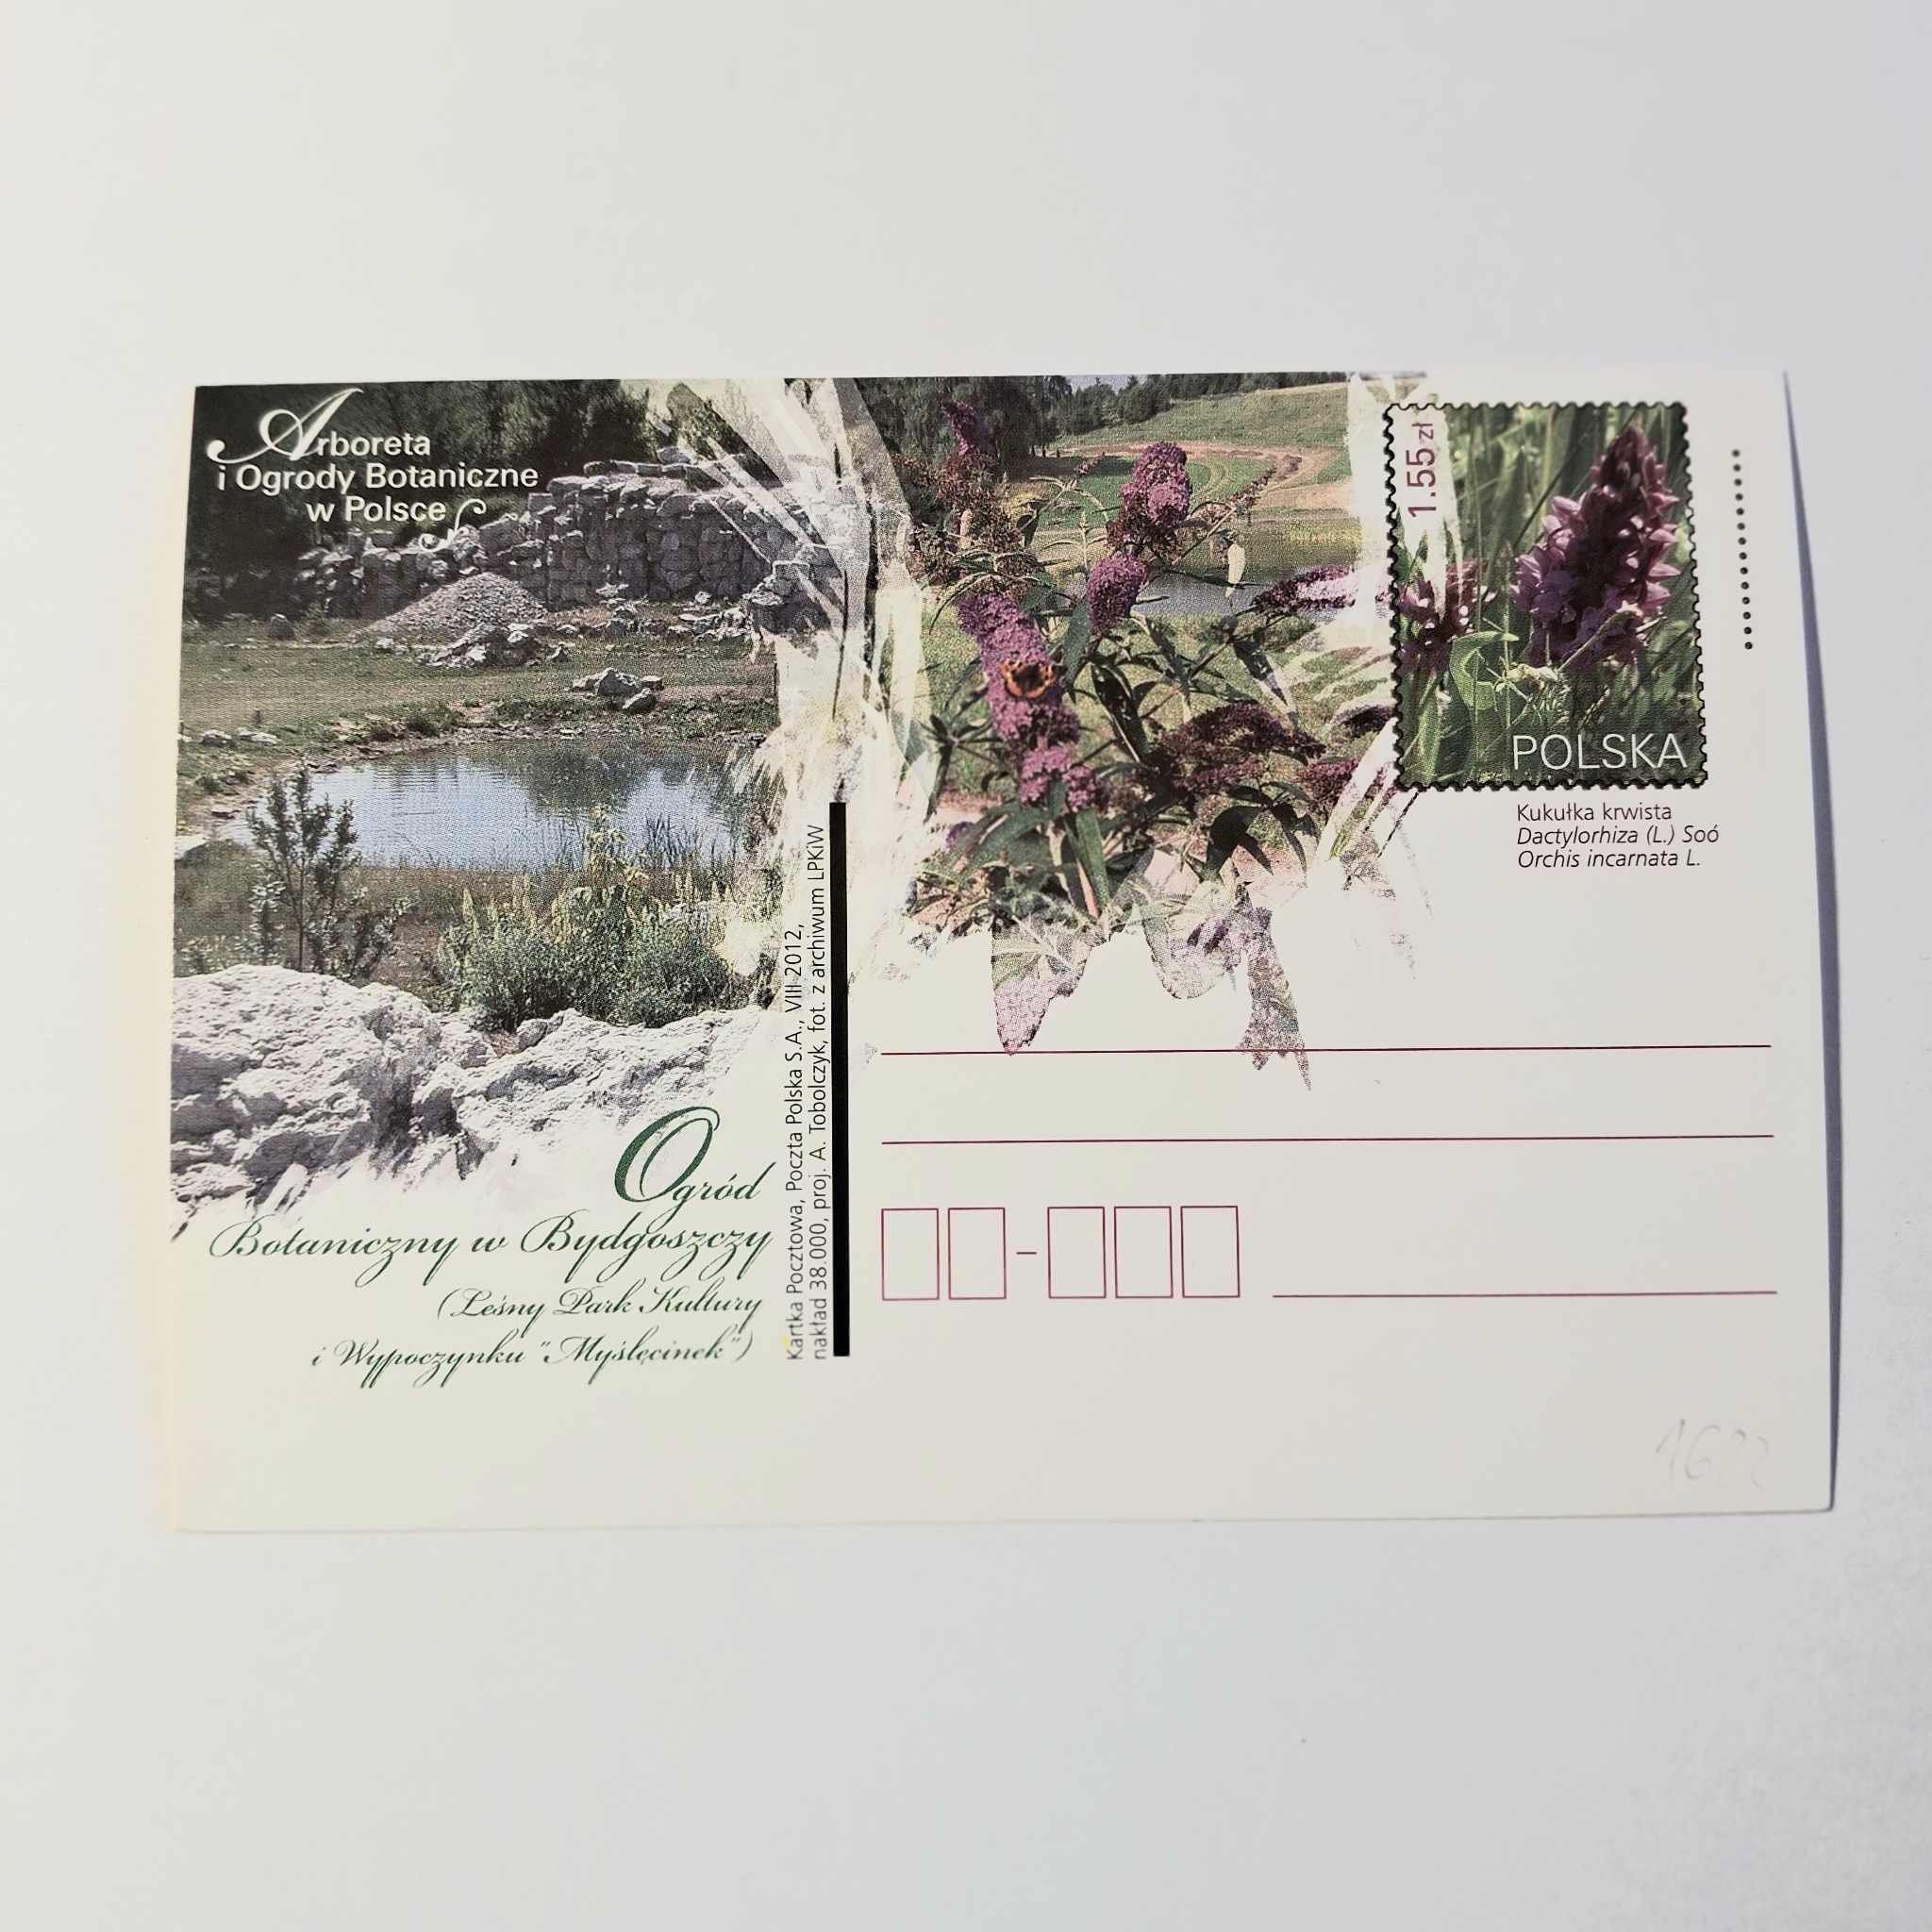 Arboreta
i Ogrody Botaniczne
w Polsce
1.55 zł
POLSKA
Kukułka krwista
Dactylorhiza (L.) Soó
Orchis incarnata L.
Kartka Pocztowa, Poczta Polska S.A., VIII 2012,
nakład 38.000, proj. A. Tobolczyk, fot. z archiwum LPKiW
Ogród
Botaniczny w Bydgoszczy
(Leśny Park Kultury
i Wypoczynku "Myślęcinek")